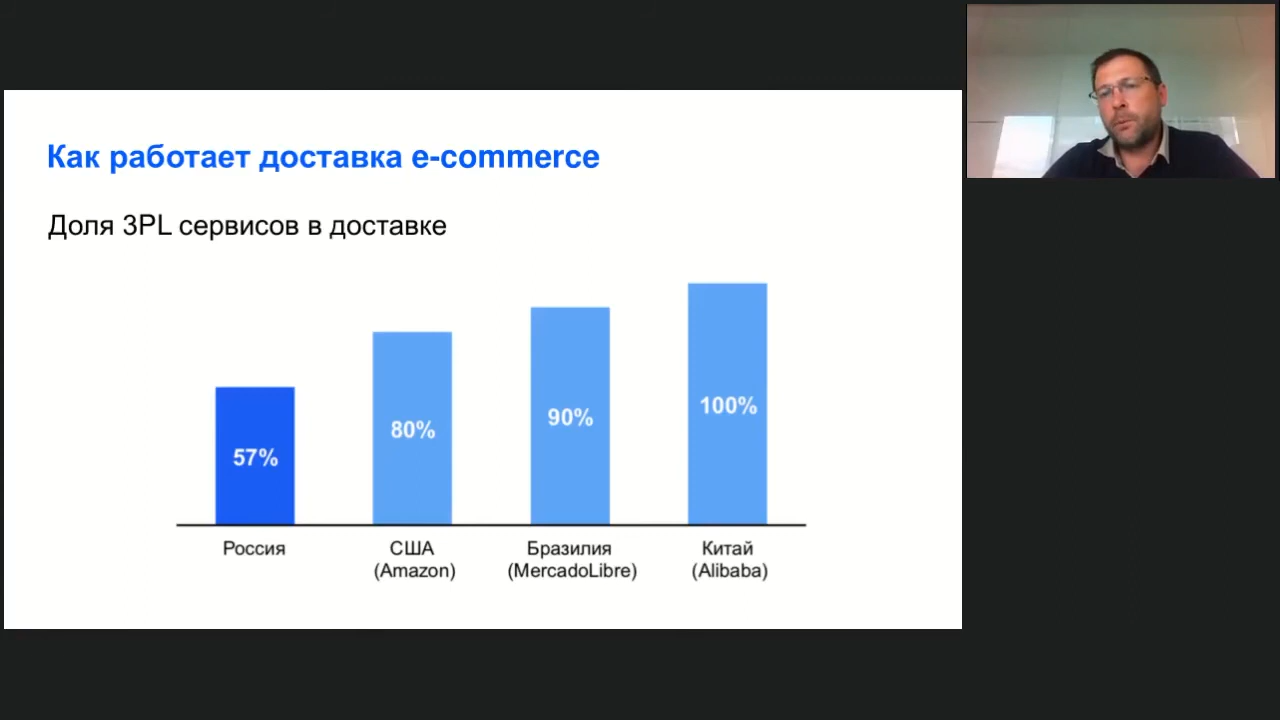 Как работает доставка e-commerce
Доля 3PL сервисов в доставке
57%
80%
90%
100%
Россия
США
(Amazon)
Бразилия
(MercadoLibre)
Китай
(Alibaba)